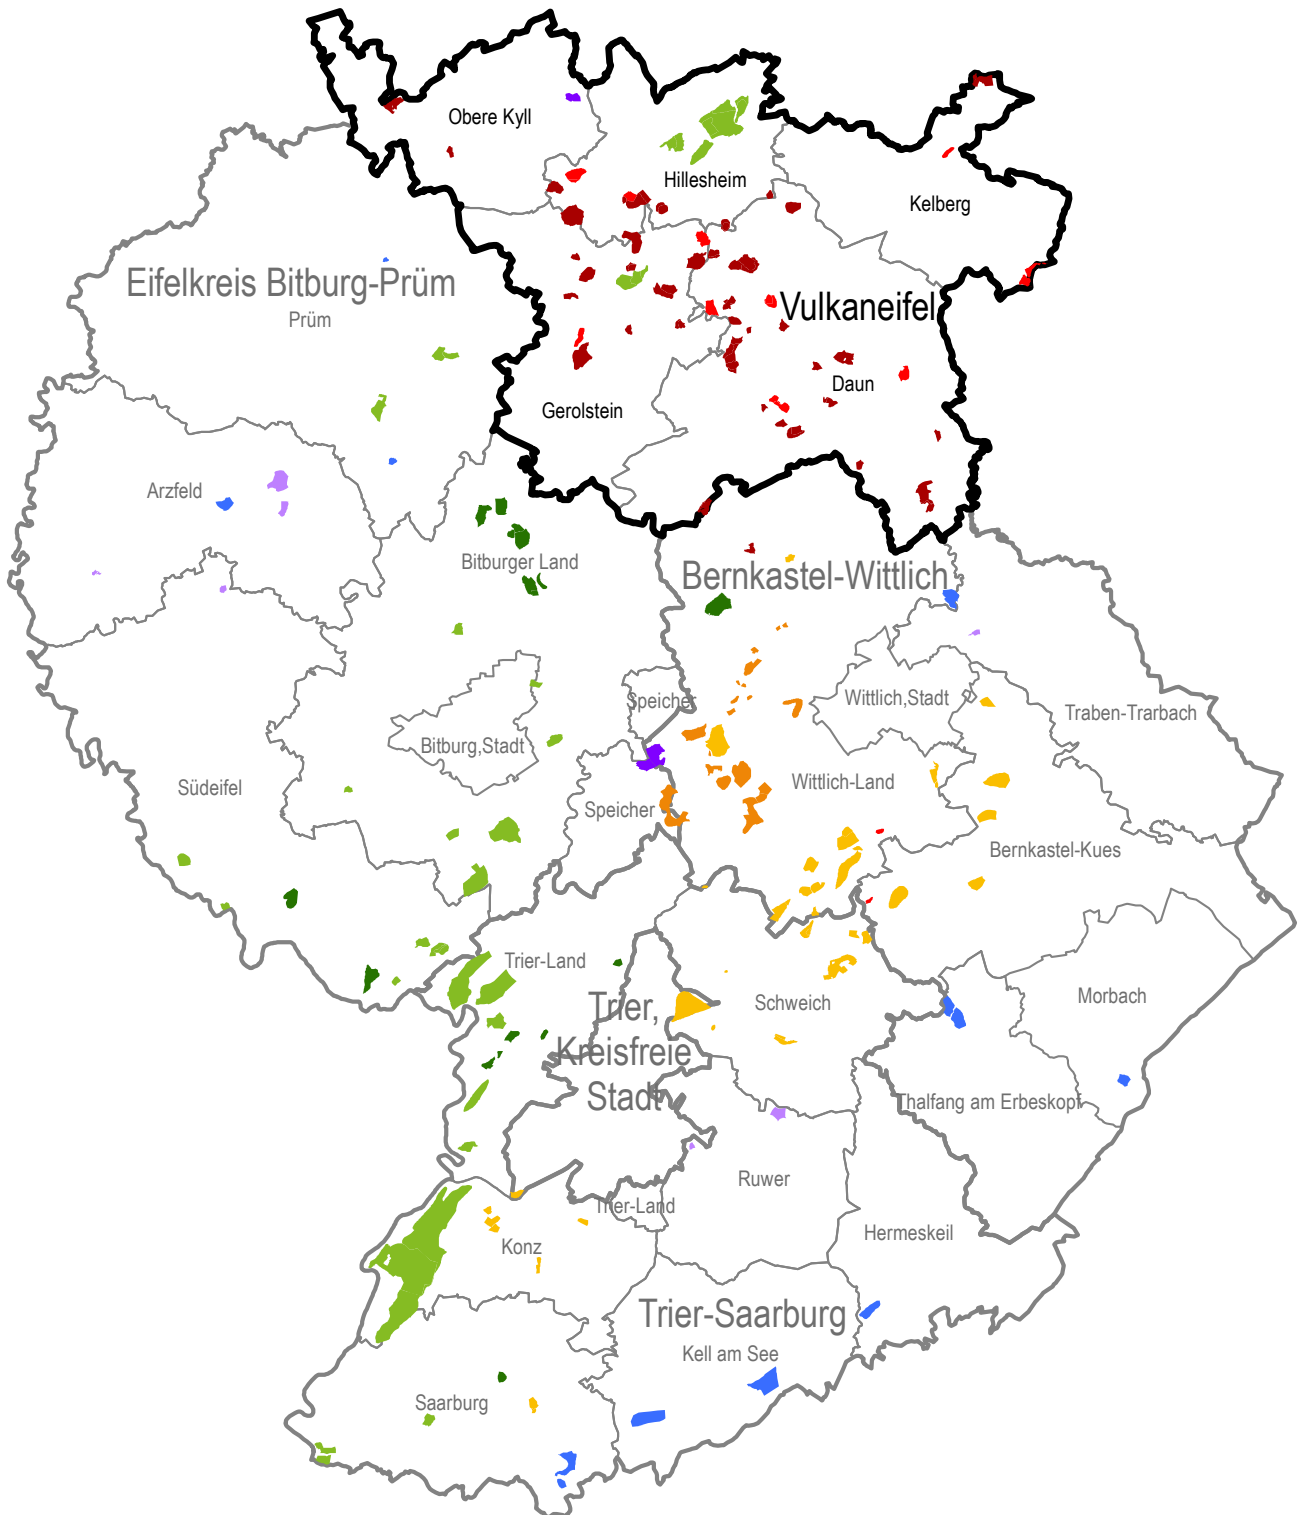 Obere Kyll
Hillesheim
Kelberg
Eifelkreis Bitburg-Prüm
Prüm
Vulkaneifel
Daun
Gerolstein
Arzfeld
Bitburger Land
Bernkastel-Wittlich
Speicher
Wittlich,Stadt
Traben-Trarbach
Bitburg,Stadt
Südeifel
Wittlich-Land
Speicher
Bernkastel-Kues
Trier-Land
Morbach
Schweich
Trier,
Kreisfreie
Stadt
Thalfang am Erbeskopf
Ruwer
Trier-Land
Hermeskeil
Konz
Trier-Saarburg
Kell am See
Saarburg